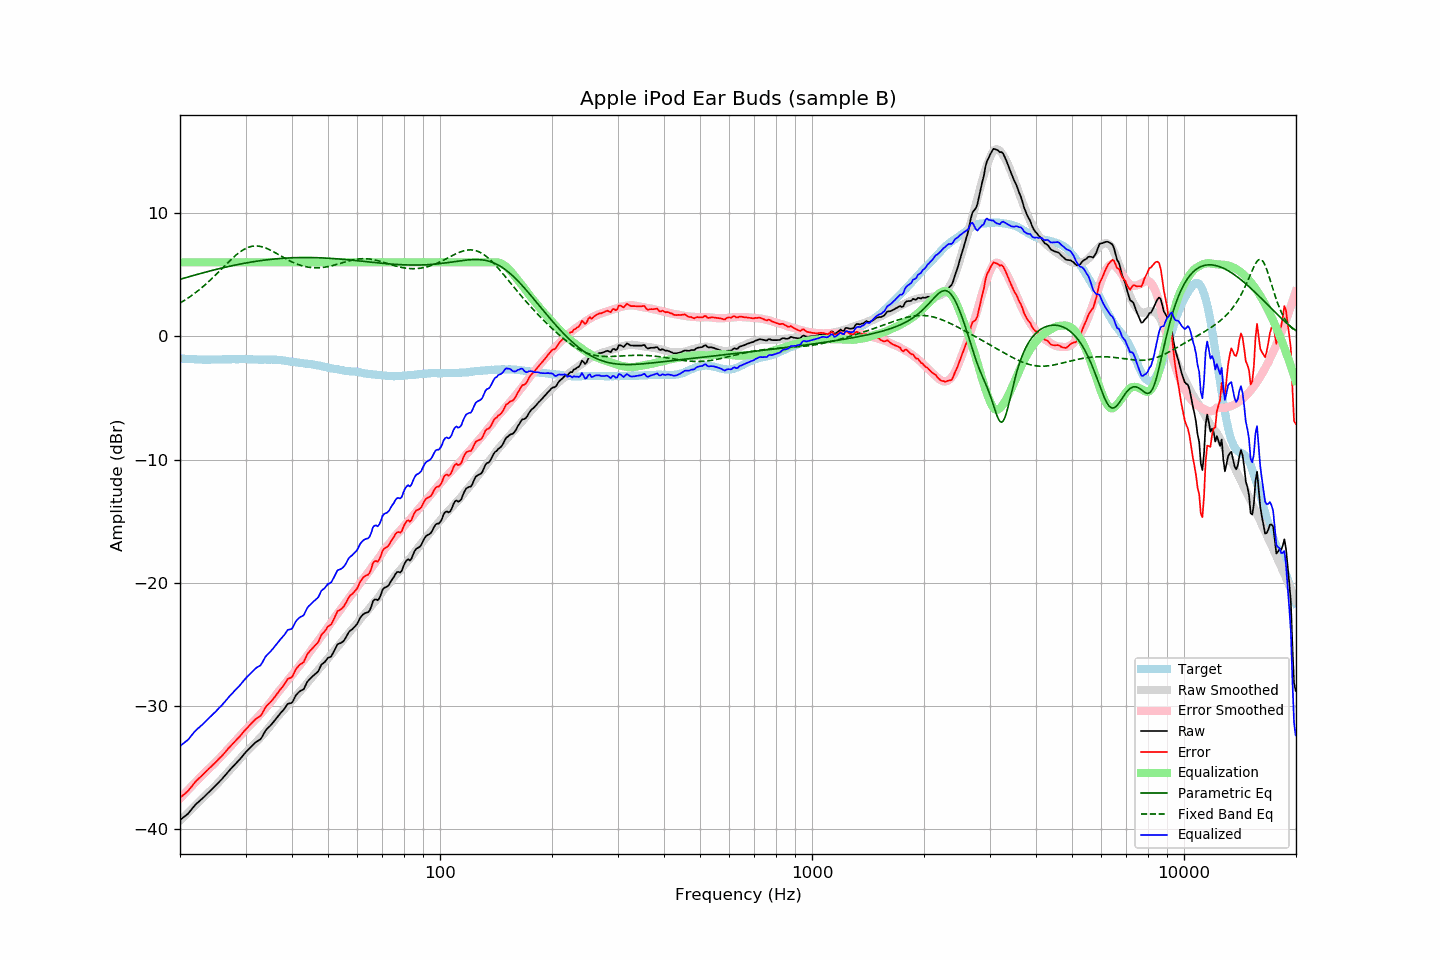 Apple iPod Ear Buds (sample B)
10
0
−10
−20
−30
−40
Amplitude (dBr)
100
1000
10000
Frequency (Hz)
Target
Raw Smoothed
Error Smoothed
Raw
Error
Equalization
Parametric Eq
Fixed Band Eq
Equalized